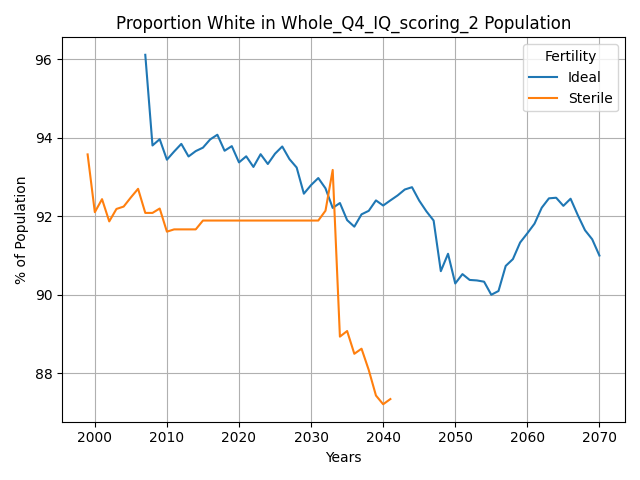 Proportion White in Whole_Q4_IQ_scoring_2 Population
Fertility
Ideal
Sterile
% of Population
96
94
92
90
88
2000 2010 2020 2030 2040 2050 2060 2070
Years